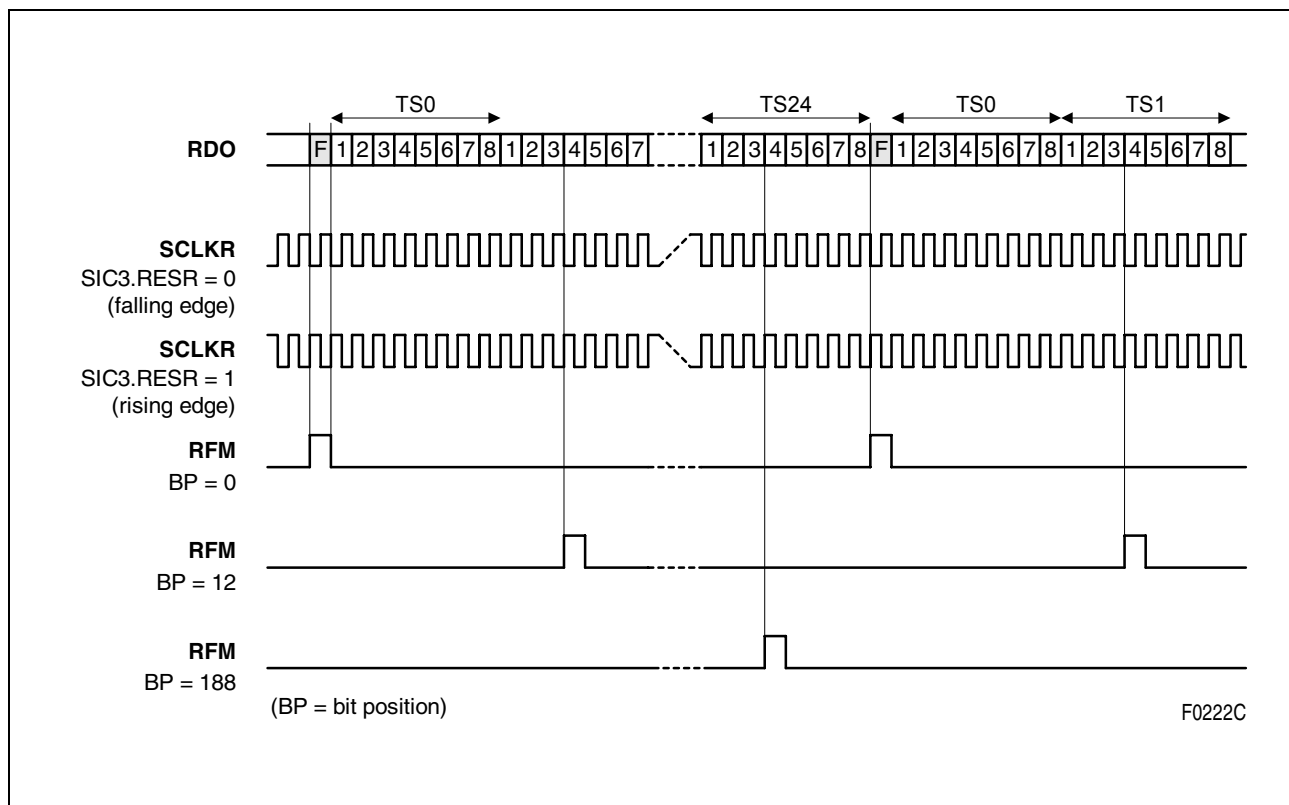 TS0 TS24 TS0 TS1
RDO F 1 2 3 4 5 6 7 8 1 2 3 4 5 6 7 1 2 3 4 5 6 7 8 F 1 2 3 4 5 6 7 8 1 2 3 4 5 6 7 8
SCLKR
SIC3.RESR = 0
(falling edge)
SCLKR
SIC3.RESR = 1
(rising edge)
RFM
BP = 0
RFM
BP = 12
RFM
BP = 188
(BP = bit position)
F0222C